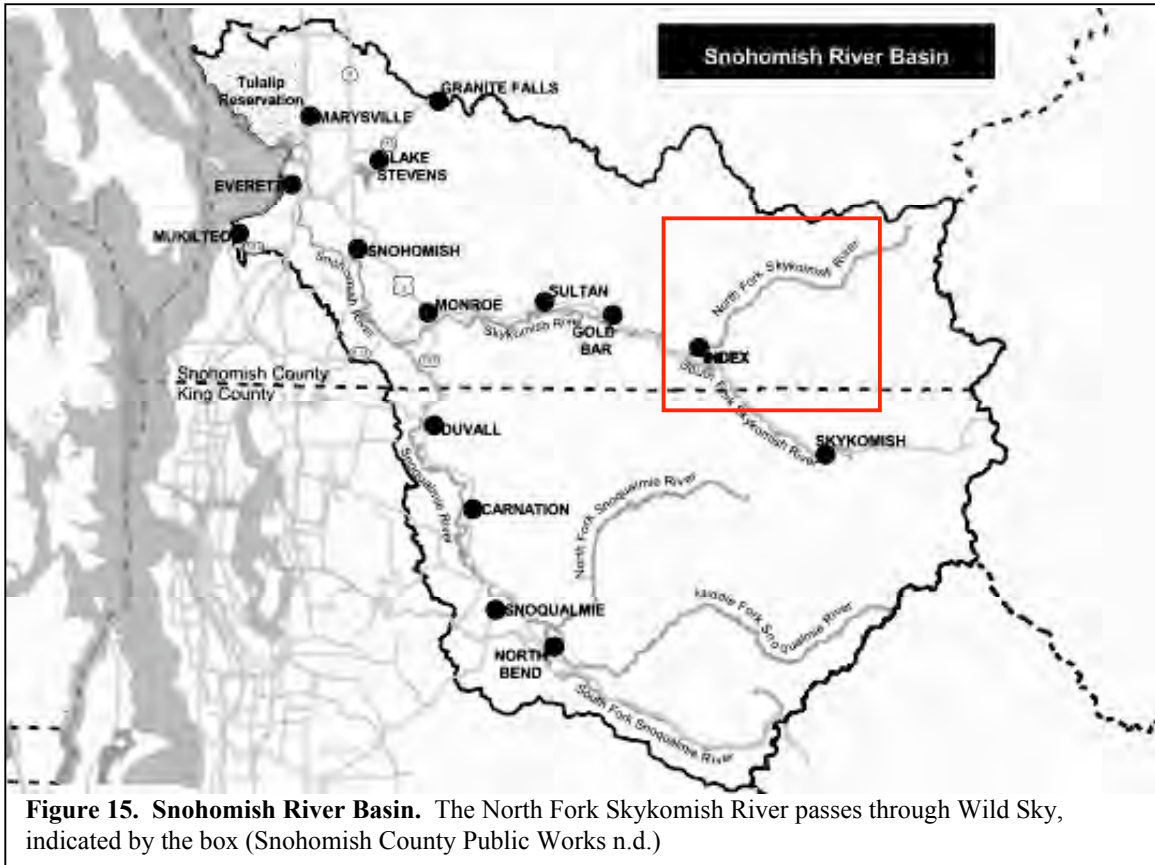 Snohomish River Basin
Tulalip
Reservation
GRANITE FALLS
MARYSVILLE
LAKE
STEVENS
EVERETT
MUKILTEO
SNOHOMISH
Snohomish River
MONROE
SULTAN
Skykomish River
GOLD
BAR
North Fork Skykomish River
INDEX
South Fork Skykomish River
Snohomish County
King County
DUVALL
SKYKOMISH
Snoqualmie River
CARNATION
North Fork Snoqualmie River
SNOQUALMIE
Middle Fork Snoqualmie River
NORTH
BEND
South Fork Snoqualmie River
Figure 15. Snohomish River Basin. The North Fork Skykomish River passes through Wild Sky,
indicated by the box (Snohomish County Public Works n.d.)